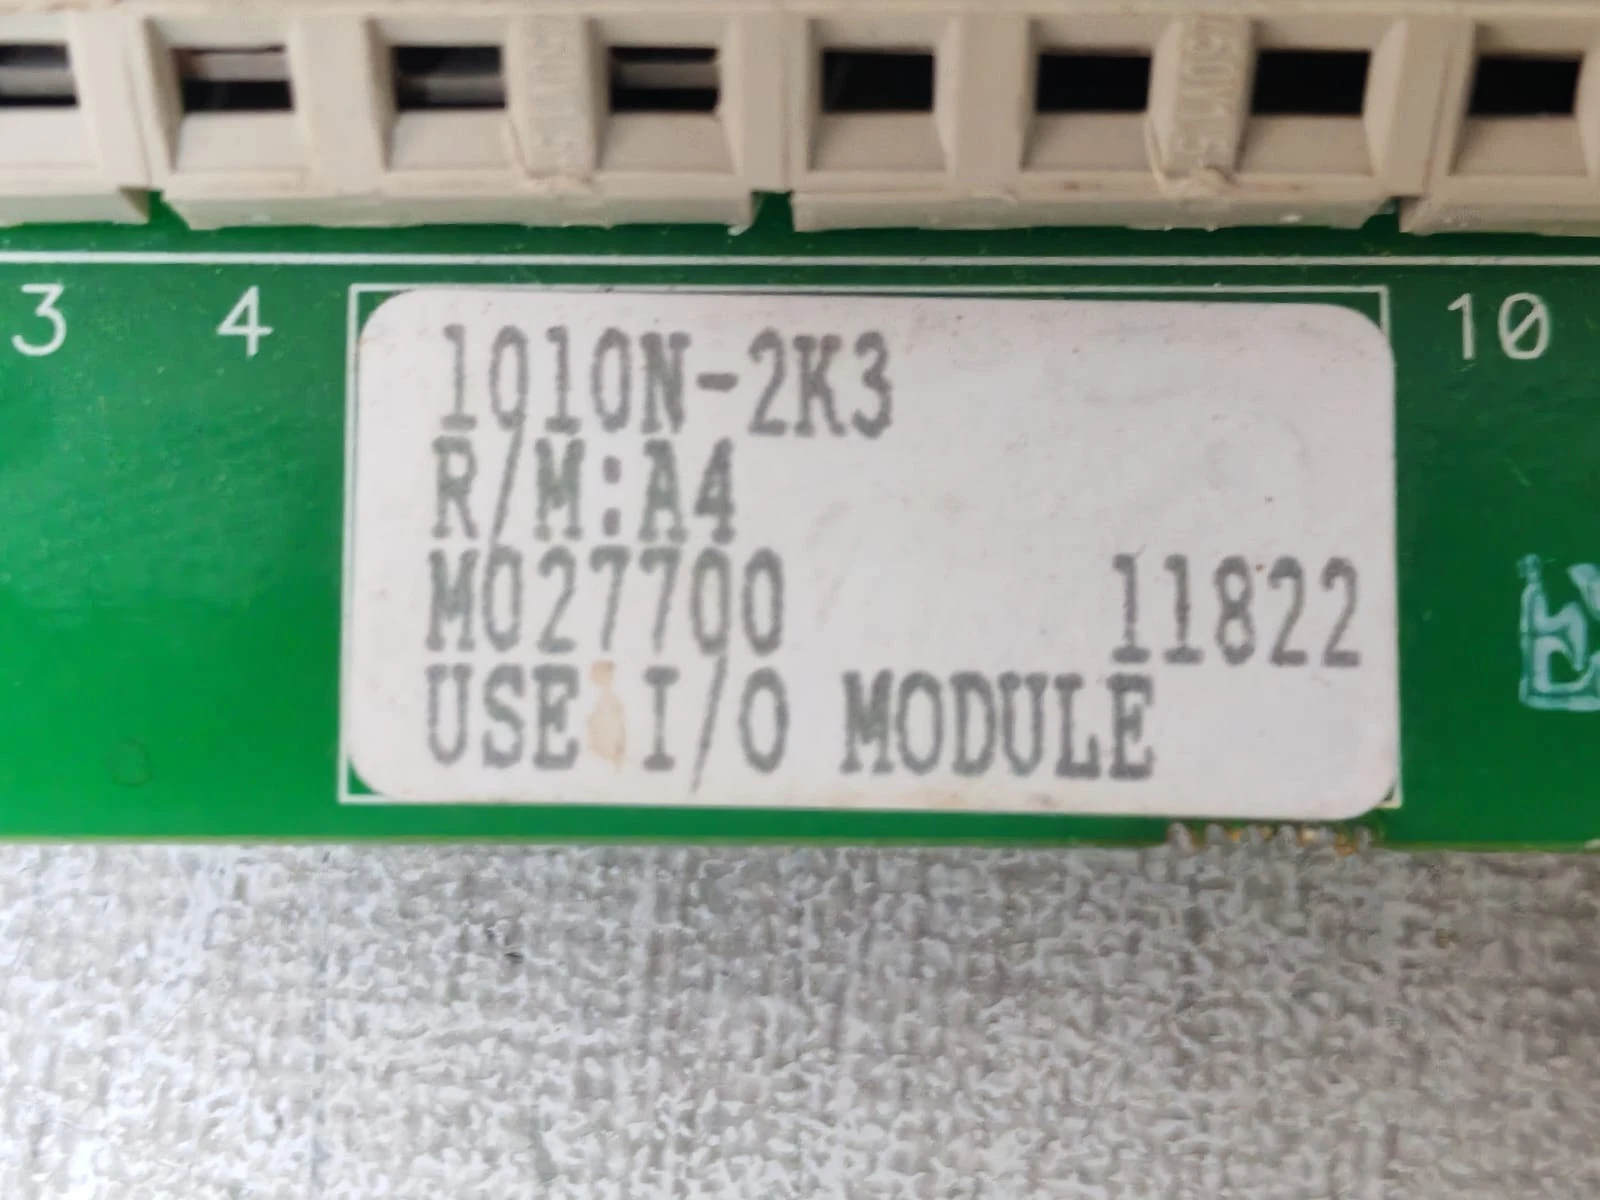 3 4 10
1010N-2K3
R/M:A4
M027700 11822
USE I/O MODULE